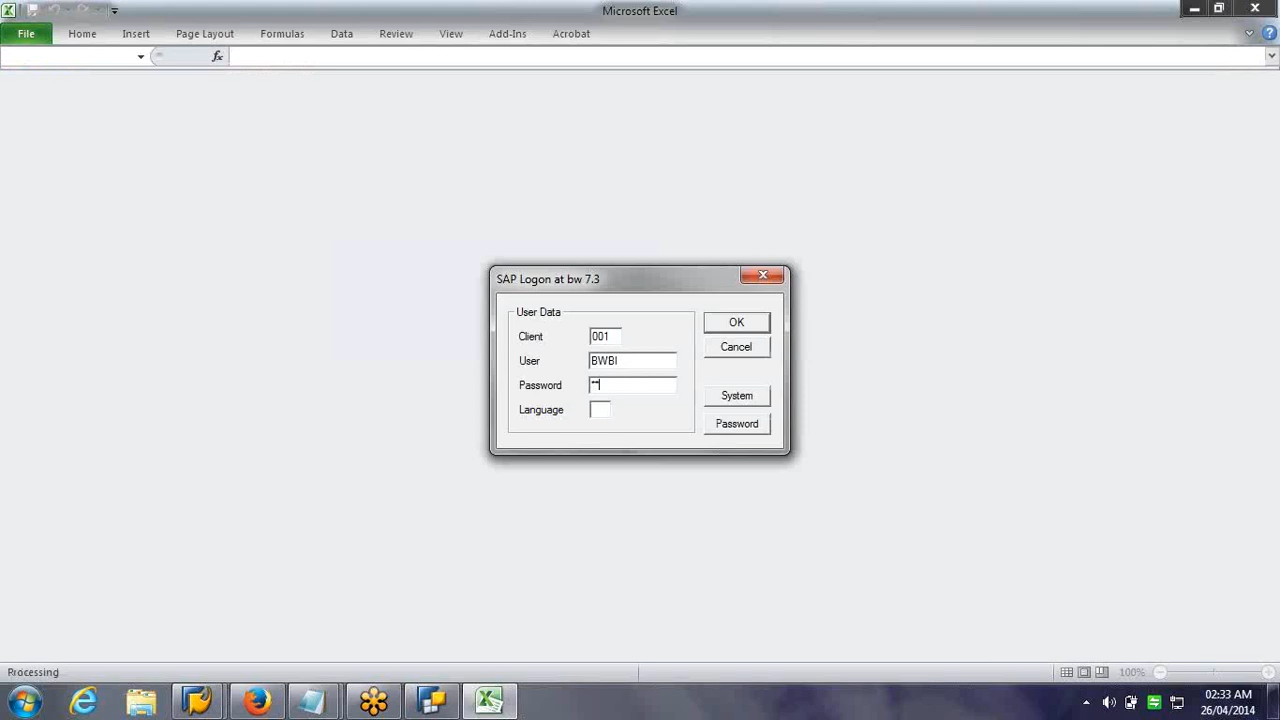 Microsoft Excel
File Home Insert Page Layout Formulas Data Review View Add-Ins Acrobat
fx
SAP Logon at bw 7.3
User Data
Client 001
User BWBI
Password **
Language
OK
Cancel
System
Password
Processing
100%
02:33 AM
26/04/2014